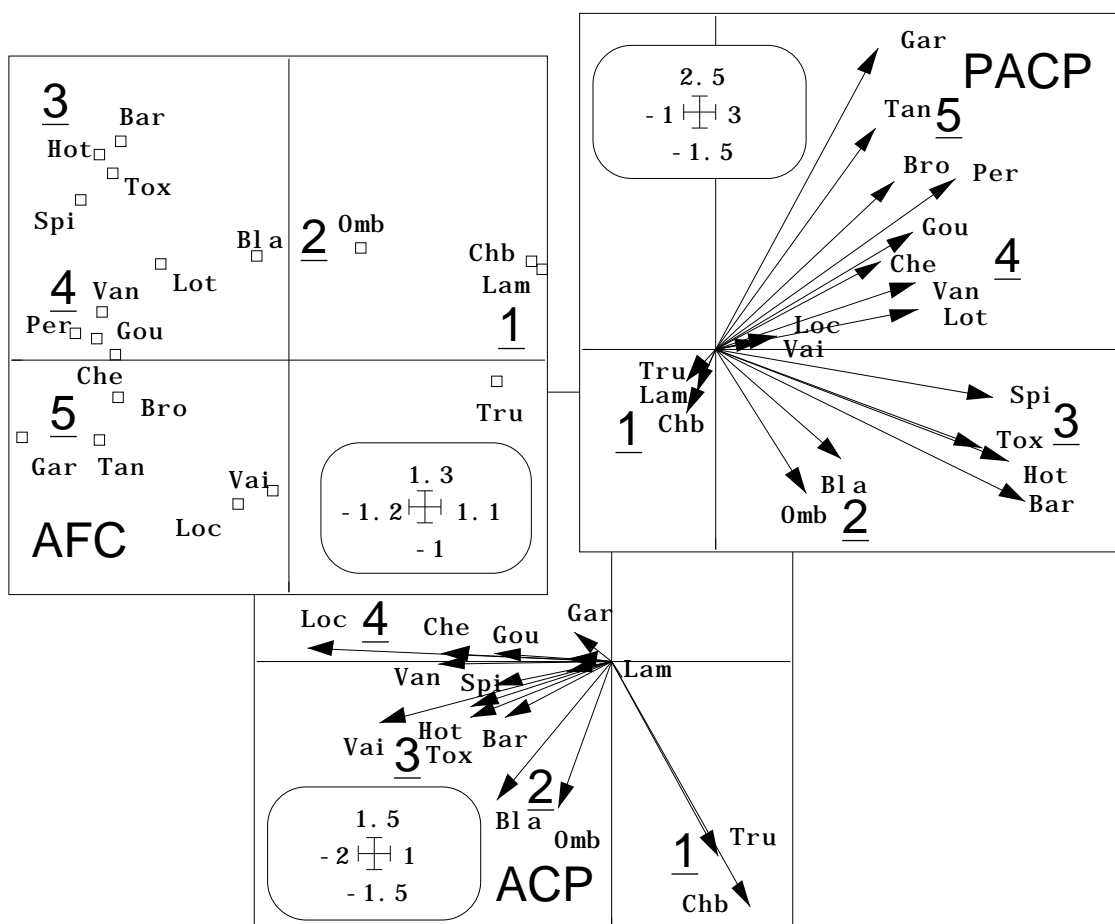 3
Bar
Hot
Tox
Spi
Bla
2
Omb
Chb
Lam
Lot
4
Van
Per
Gou
1
Che
Bro
5
Tru
Gar
Tan
Vai
Loc
AFC
1.3
-1.2
1.1
-1
Gar
PACP
2.5
-1
3
-1.5
Tan
5
Bro
Per
Gou
Che
4
Van
Lot
Loc
Vai
Tru
Lam
Chb
1
Spi
Tox
3
Hot
Bar
Bla
Omb
2
Loc
4
Che
Gou
Gar
Lam
Van
Spi
Hot
Vai
3
Tox
Bar
2
Bla
Omb
1.5
-2
1
-1.5
ACP
1
Tru
Chb